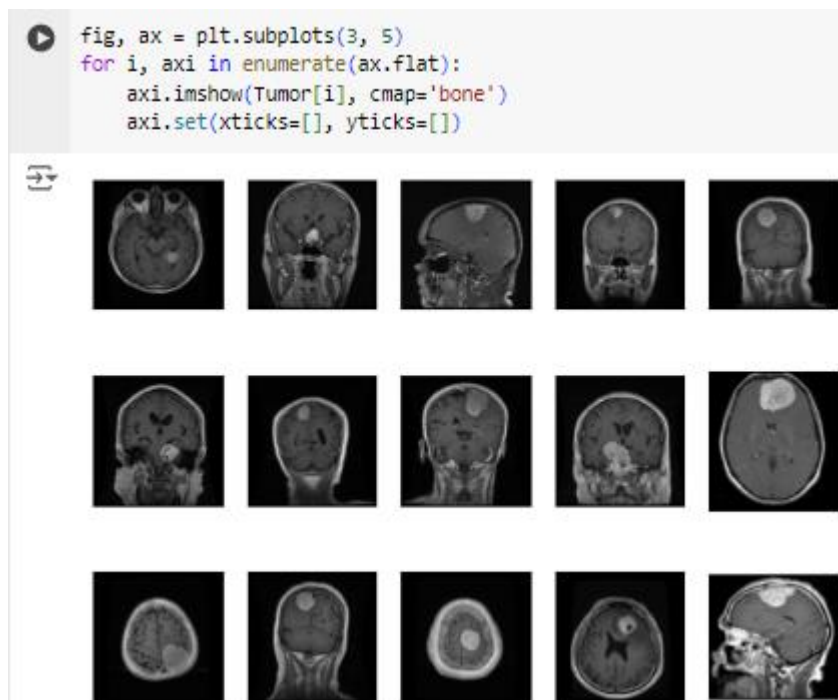 fig, ax = plt.subplots(3, 5)
for i, axi in enumerate(ax.flat):
    axi.imshow(Tumor[i], cmap='bone')
    axi.set(xticks=[], yticks=[])